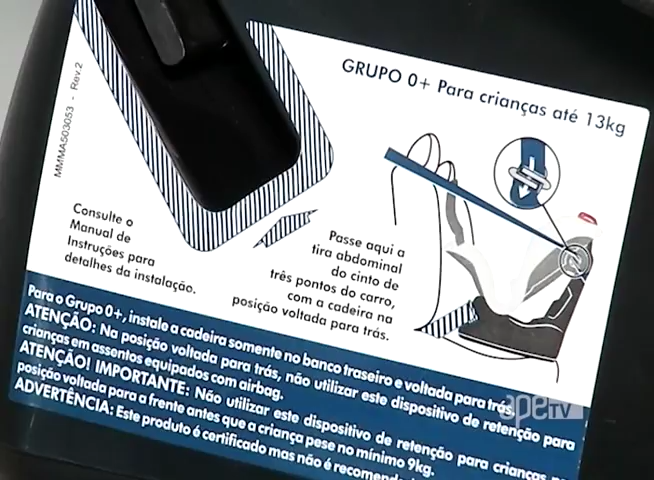 GRUPO 0+ Para crianças até 13kg
MMMA503053 - Rev.2
Consulte o
Manual de
Instruções para
detalhes da instalação.
Passe aqui a
tira abdominal
do cinto de
três pontos do carro,
com a cadeira na
posição voltada para trás.
Para o Grupo 0+, instale a cadeira somente no banco traseiro e voltada para trás.
ATENÇÃO: Na posição voltada para trás, não utilizar este dispositivo de retenção para
crianças em assentos equipados com airbag.
ATENÇÃO! IMPORTANTE: Não utilizar este dispositivo de retenção para crianças
posição voltada para a frente antes que a criança pese no mínimo 9kg.
ADVERTÊNCIA: Este produto é certificado mas não é
ipe TV